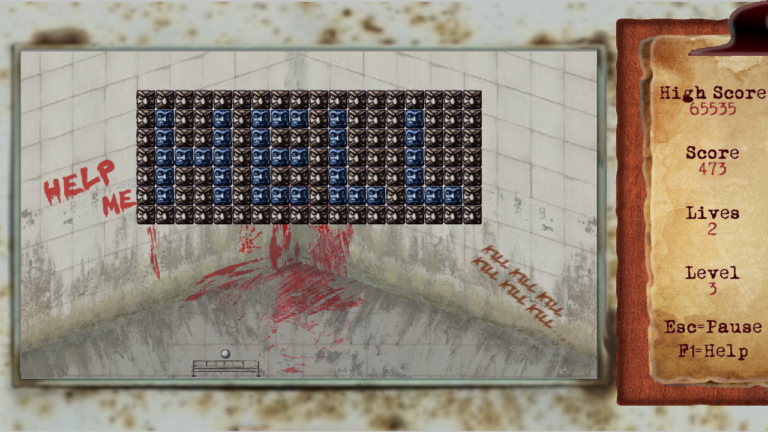 HELL
HELP
ME
KILL KILL KILL
KILL KILL KILL
High Score
65535
Score
473
Lives
2
Level
3
Esc=Pause
F1=Help